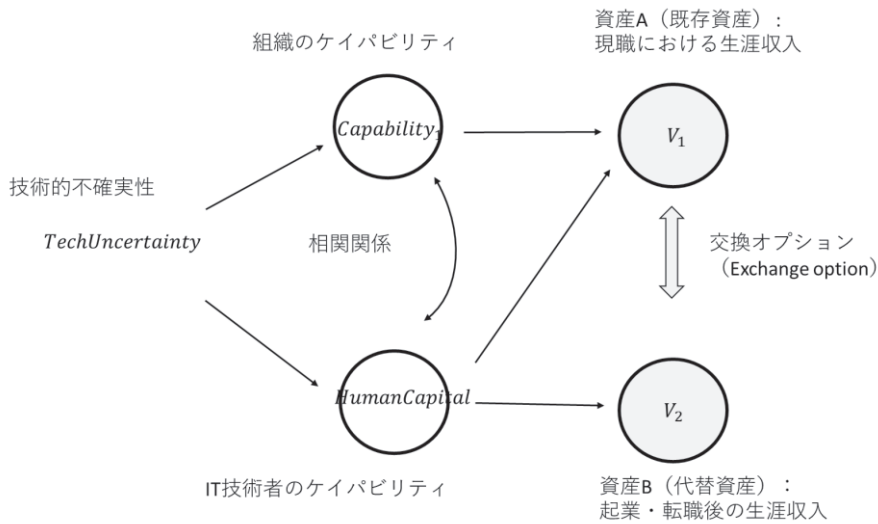 組織のケイパビリティ
資産A（既存資産）:
現職における生涯収入
Capability₁
V₁
技術的不確実性
TechUncertainty
相関関係
交換オプション
（Exchange option）
HumanCapital
V₂
IT技術者のケイパビリティ
資産B（代替資産）：
起業・転職後の生涯収入